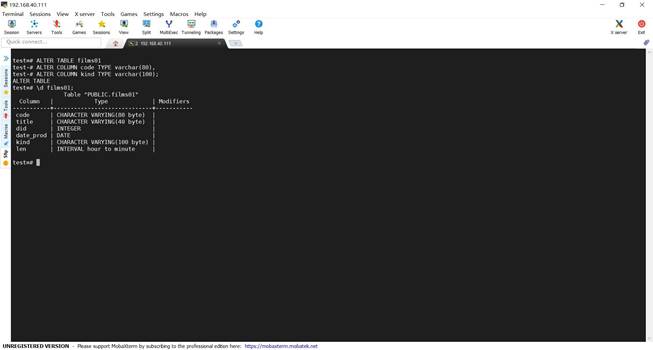 192.168.40.111
Terminal Sessions View X server Tools Games Settings Macros Help
Session Servers Tools Games Sessions View Split MultiExec Tunneling Packages Settings Help X server Exit
Quick connect...
2. 192.168.40.111
Sessions
Tools
Macros
Sftp
test=# ALTER TABLE films01
test-# ALTER COLUMN code TYPE varchar(80),
test-# ALTER COLUMN kind TYPE varchar(100);
ALTER TABLE
test=# \d films01;
Table "PUBLIC.films01"
Column | Type | Modifiers
-----------+-----------------------------+-----------
code | CHARACTER VARYING(80 byte) |
title | CHARACTER VARYING(40 byte) |
did | INTEGER |
date_prod | DATE |
kind | CHARACTER VARYING(100 byte) |
len | INTERVAL hour to minute |
test=#
UNREGISTERED VERSION - Please support MobaXterm by subscribing to the professional edition here: https://mobaxterm.mobatek.net